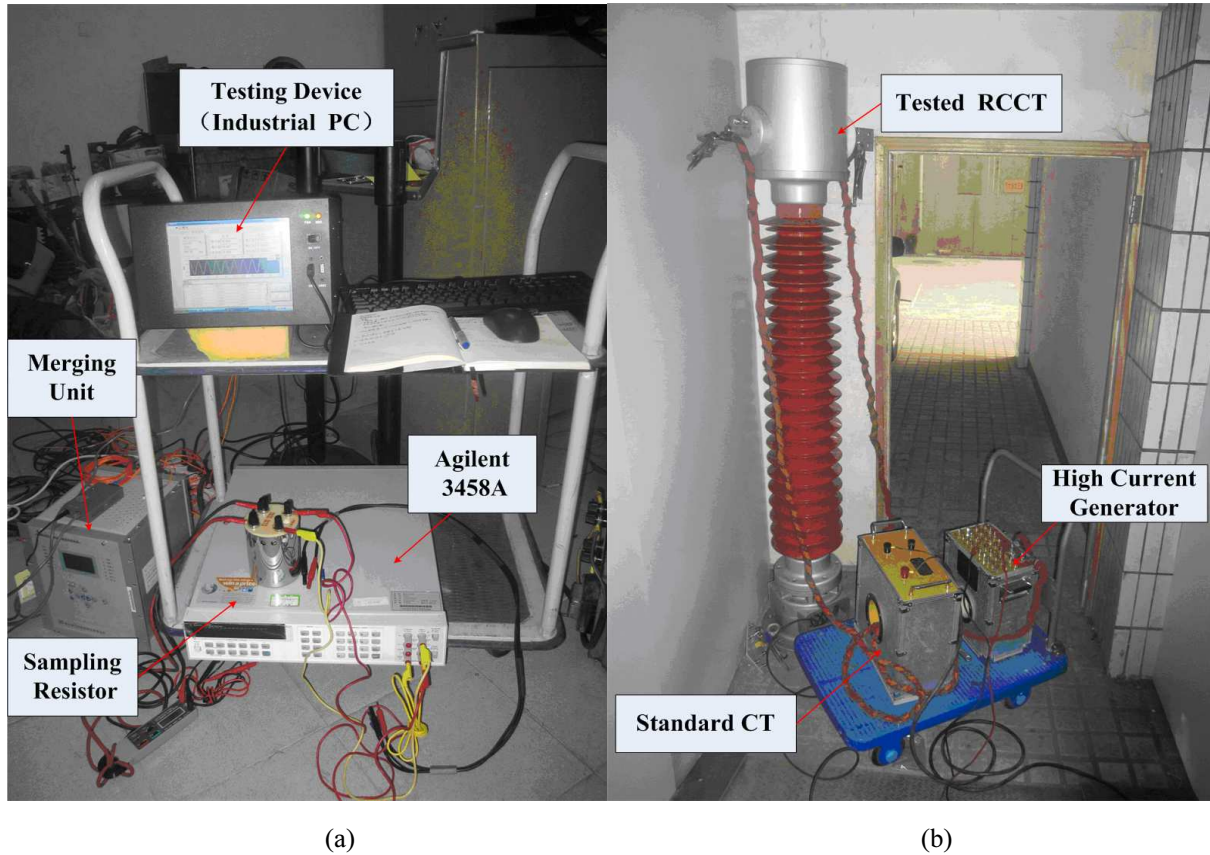 Testing Device
（Industrial PC）
Merging
Unit
Agilent
3458A
Sampling
Resistor
Tested RCCT
High Current
Generator
Standard CT
(a)
(b)